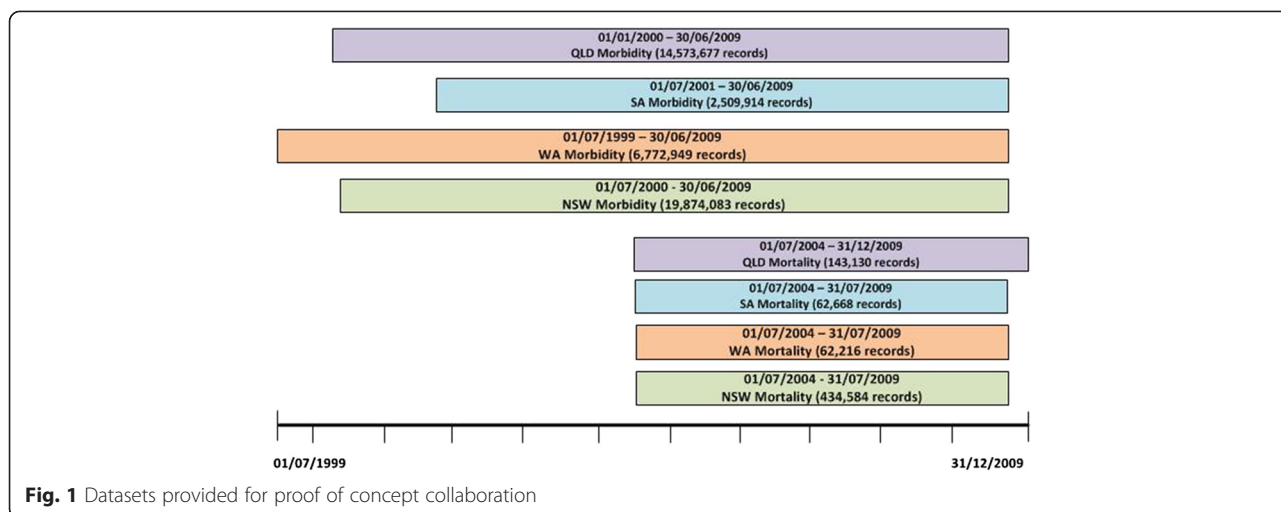 01/01/2000 – 30/06/2009
QLD Morbidity (14,573,677 records)
01/07/2001 – 30/06/2009
SA Morbidity (2,509,914 records)
01/07/1999 – 30/06/2009
WA Morbidity (6,772,949 records)
01/07/2000 - 30/06/2009
NSW Morbidity (19,874,083 records)
01/07/2004 – 31/12/2009
QLD Mortality (143,130 records)
01/07/2004 – 31/07/2009
SA Mortality (62,668 records)
01/07/2004 – 31/07/2009
WA Mortality (62,216 records)
01/07/2004 - 31/07/2009
NSW Mortality (434,584 records)
01/07/1999 31/12/2009
Fig. 1 Datasets provided for proof of concept collaboration